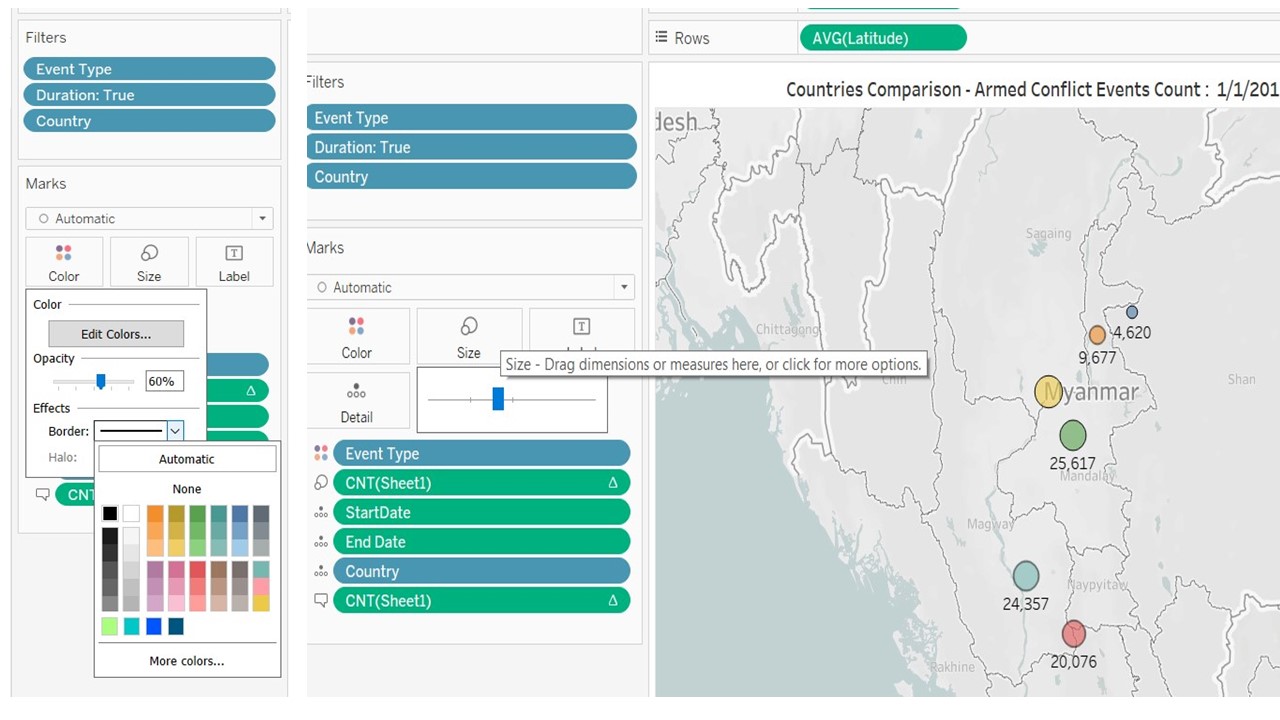 Filters
Event Type
Duration: True
Country
Marks
Automatic
Color
Size
Label
Color
Edit Colors...
Opacity
60%
Effects
Border:
Halo:
Automatic
None
More colors...
CNT
Filters
Event Type
Duration: True
Country
Marks
Automatic
Color
Size
Size - Drag dimensions or measures here, or click for more options.
Detail
Event Type
CNT(Sheet1)
StartDate
End Date
Country
CNT(Sheet1)
Rows
AVG(Latitude)
Countries Comparison - Armed Conflict Events Count : 1/1/201
desh
Sagaing
Chittagong
4,620
9,677
Chin
Shan
Myanmar
25,617
Mandalay
Magway
24,357
Naypyitaw
20,076
Rakhine